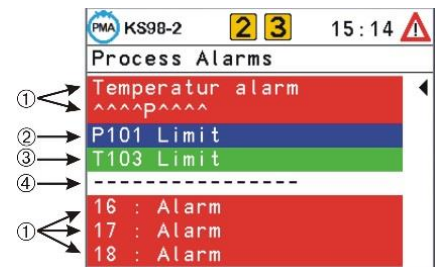 PMA KS98-2 2 3 15:14
Process Alarms
① Temperatur alarm
^^^^P^^^^
② P101 Limit
③ T103 Limit
④ ----------------
16 : Alarm
① 17 : Alarm
18 : Alarm